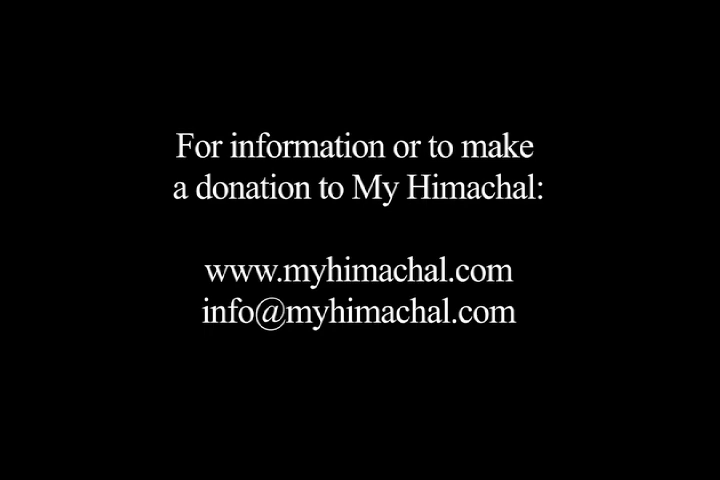 For information or to make
a donation to My Himachal:
www.myhimachal.com
info@myhimachal.com